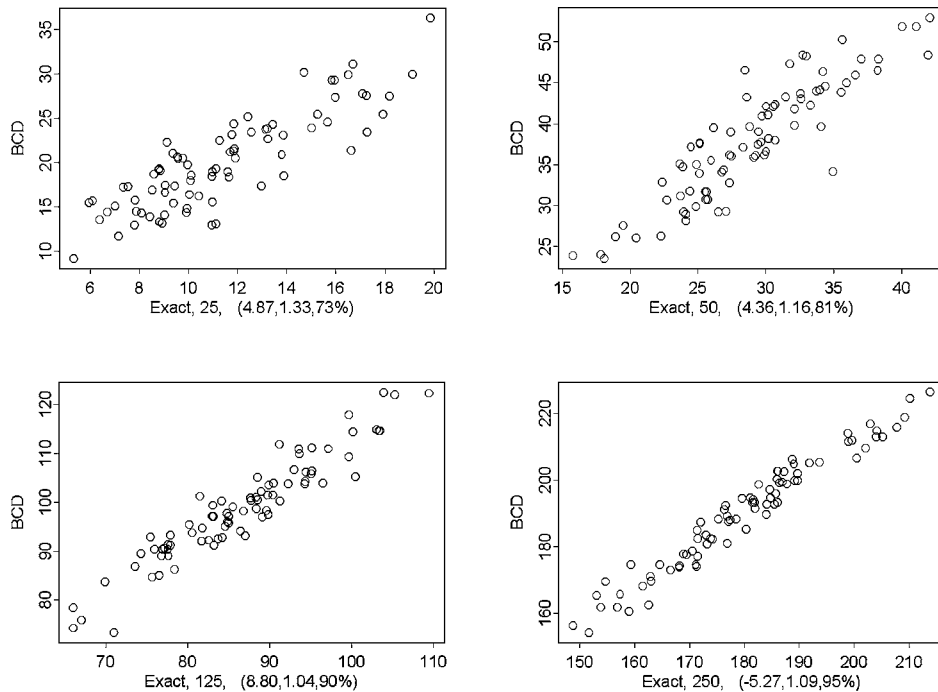 35
30
25
20
15
10
BCD
6 8 10 12 14 16 18 20
Exact, 25, (4.87,1.33,73%)
50
45
40
35
30
25
BCD
15 20 25 30 35 40
Exact, 50, (4.36,1.16,81%)
120
110
100
90
80
BCD
70 80 90 100 110
Exact, 125, (8.80,1.04,90%)
220
200
180
160
BCD
150 160 170 180 190 200 210
Exact, 250, (-5.27,1.09,95%)